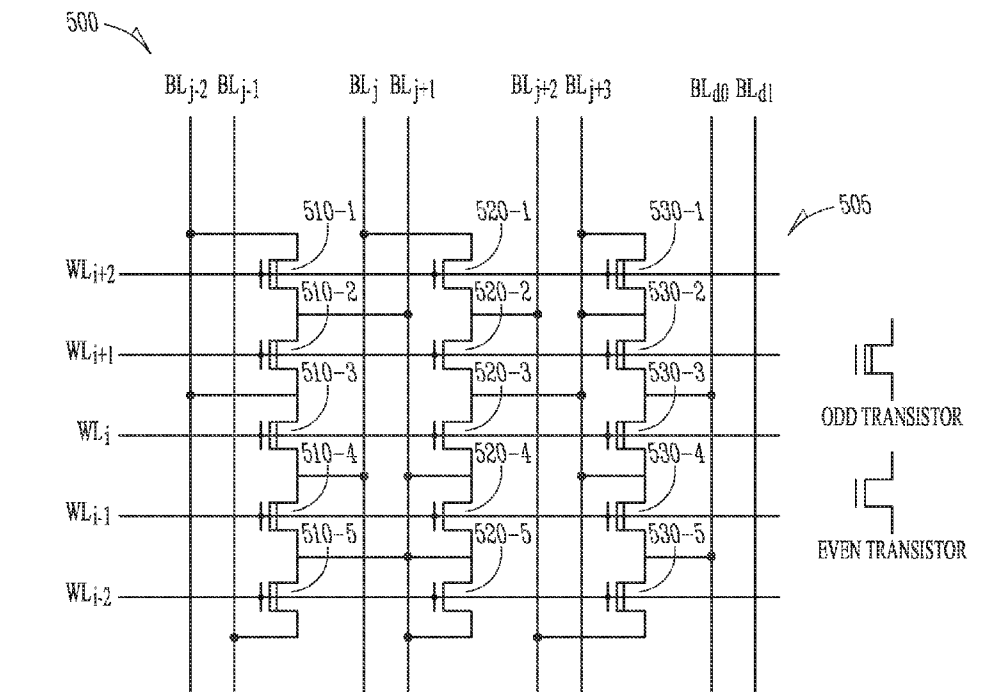 500
BLj-2 BLj-1 BLj BLj+1 BLj+2 BLj+3 BLd0 BLd1
505
510-1 520-1 530-1
WLi+2
510-2 520-2 530-2
WLi+1
510-3 520-3 530-3
ODD TRANSISTOR
WLi
510-4 520-4 530-4
WLi-1
510-5 520-5 530-5
EVEN TRANSISTOR
WLi-2